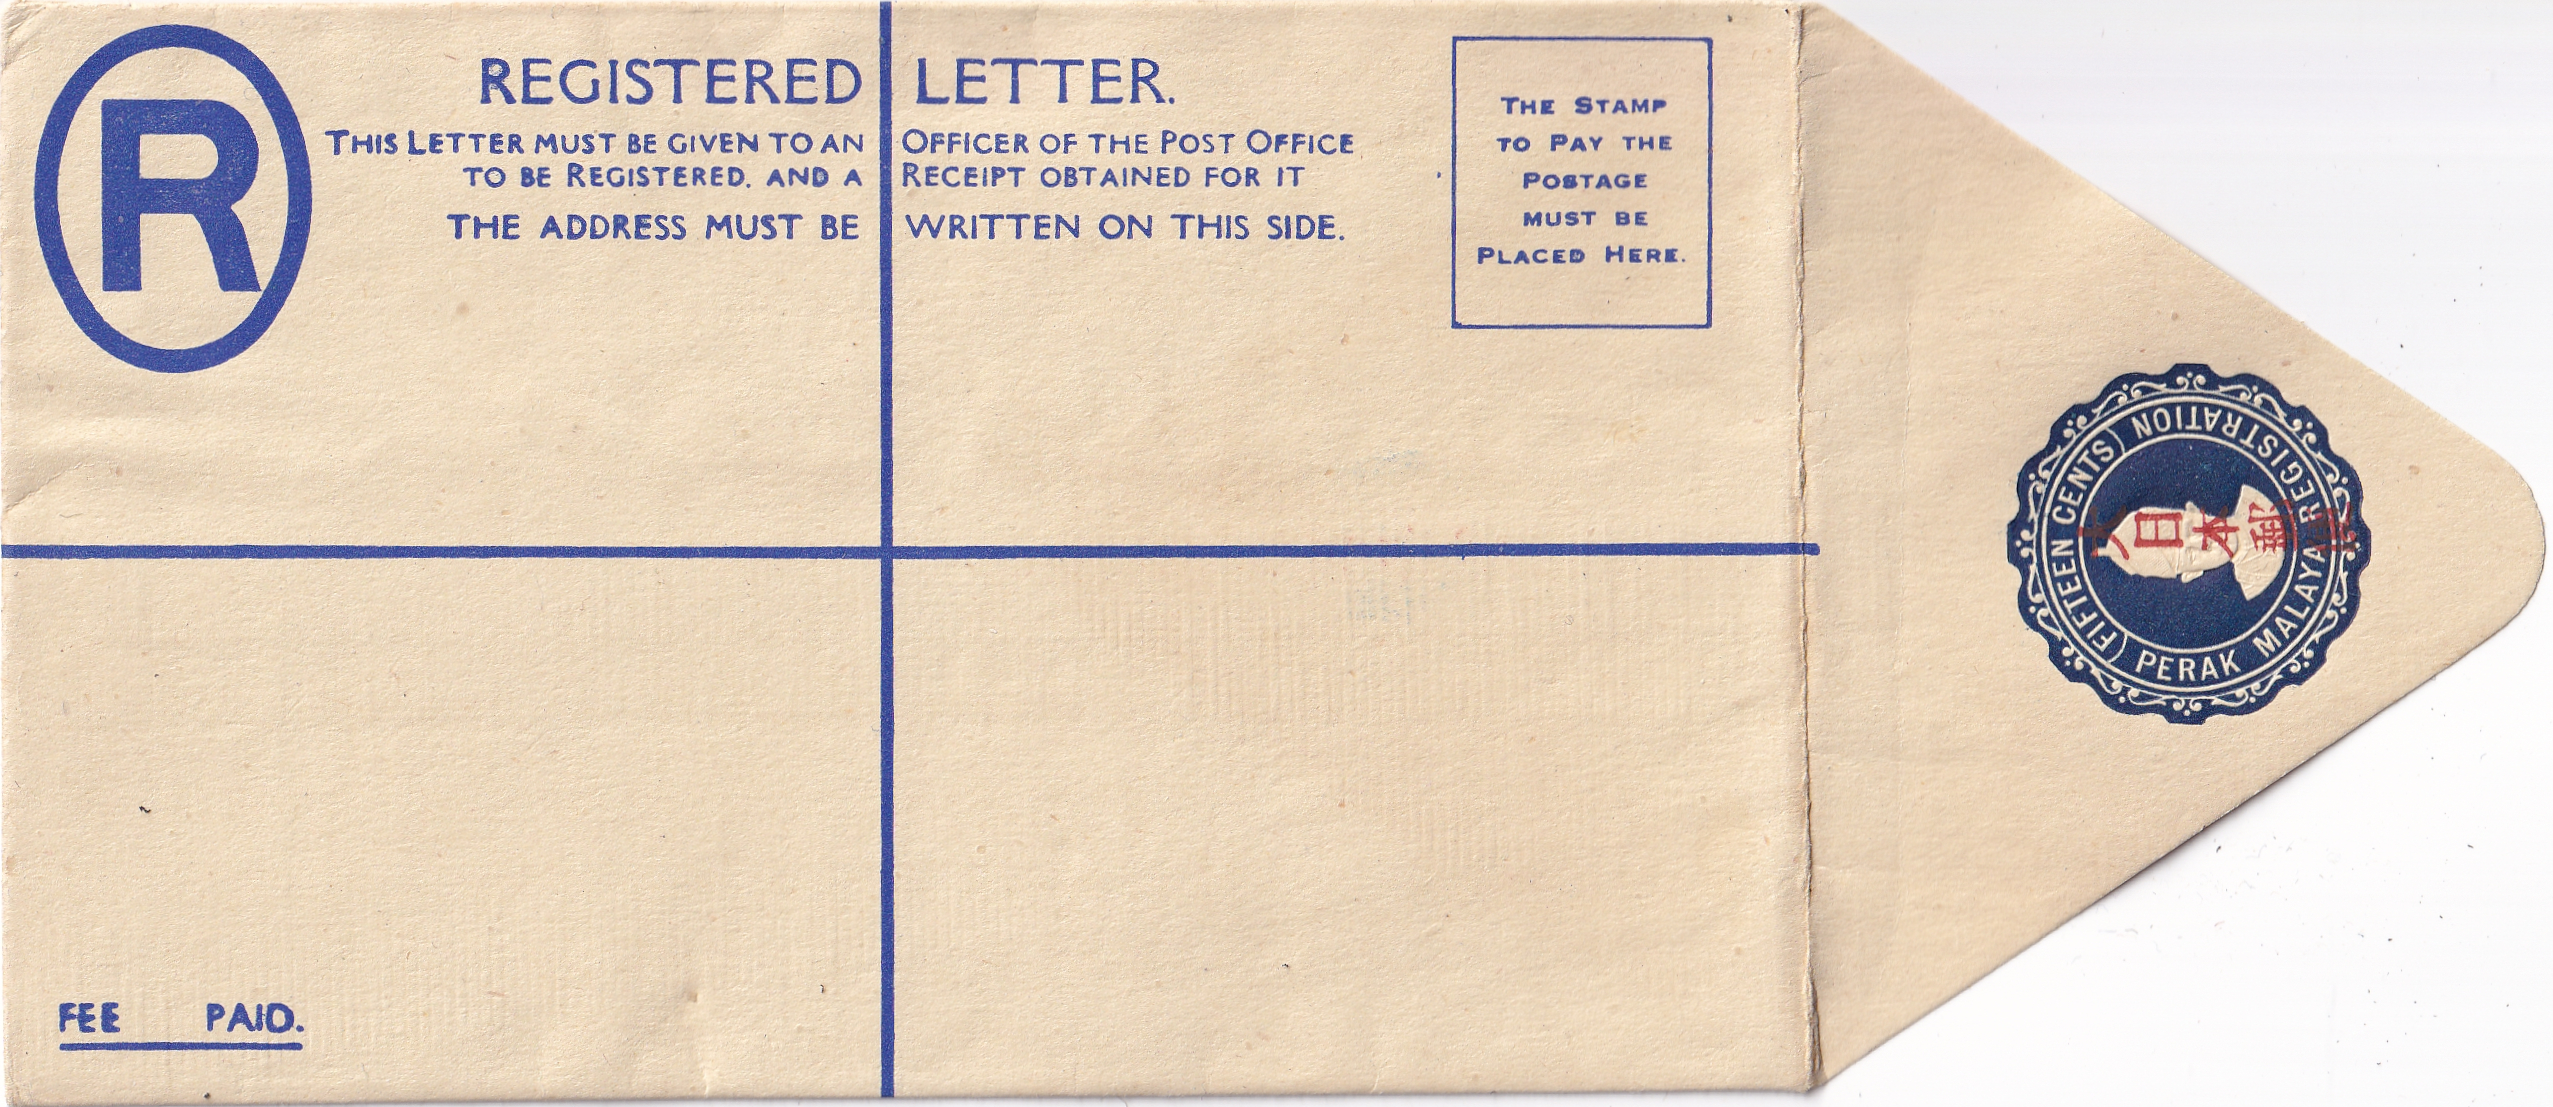 R
REGISTERED LETTER.
THIS LETTER MUST BE GIVEN TO AN OFFICER OF THE POST OFFICE
TO BE REGISTERED, AND A RECEIPT OBTAINED FOR IT
THE ADDRESS MUST BE WRITTEN ON THIS SIDE.
THE STAMP
TO PAY THE
POSTAGE
MUST BE
PLACED HERE.
FEE PAID.
FIFTEEN CENTS
PERAK MALAYA REGISTRATION
大日本郵便